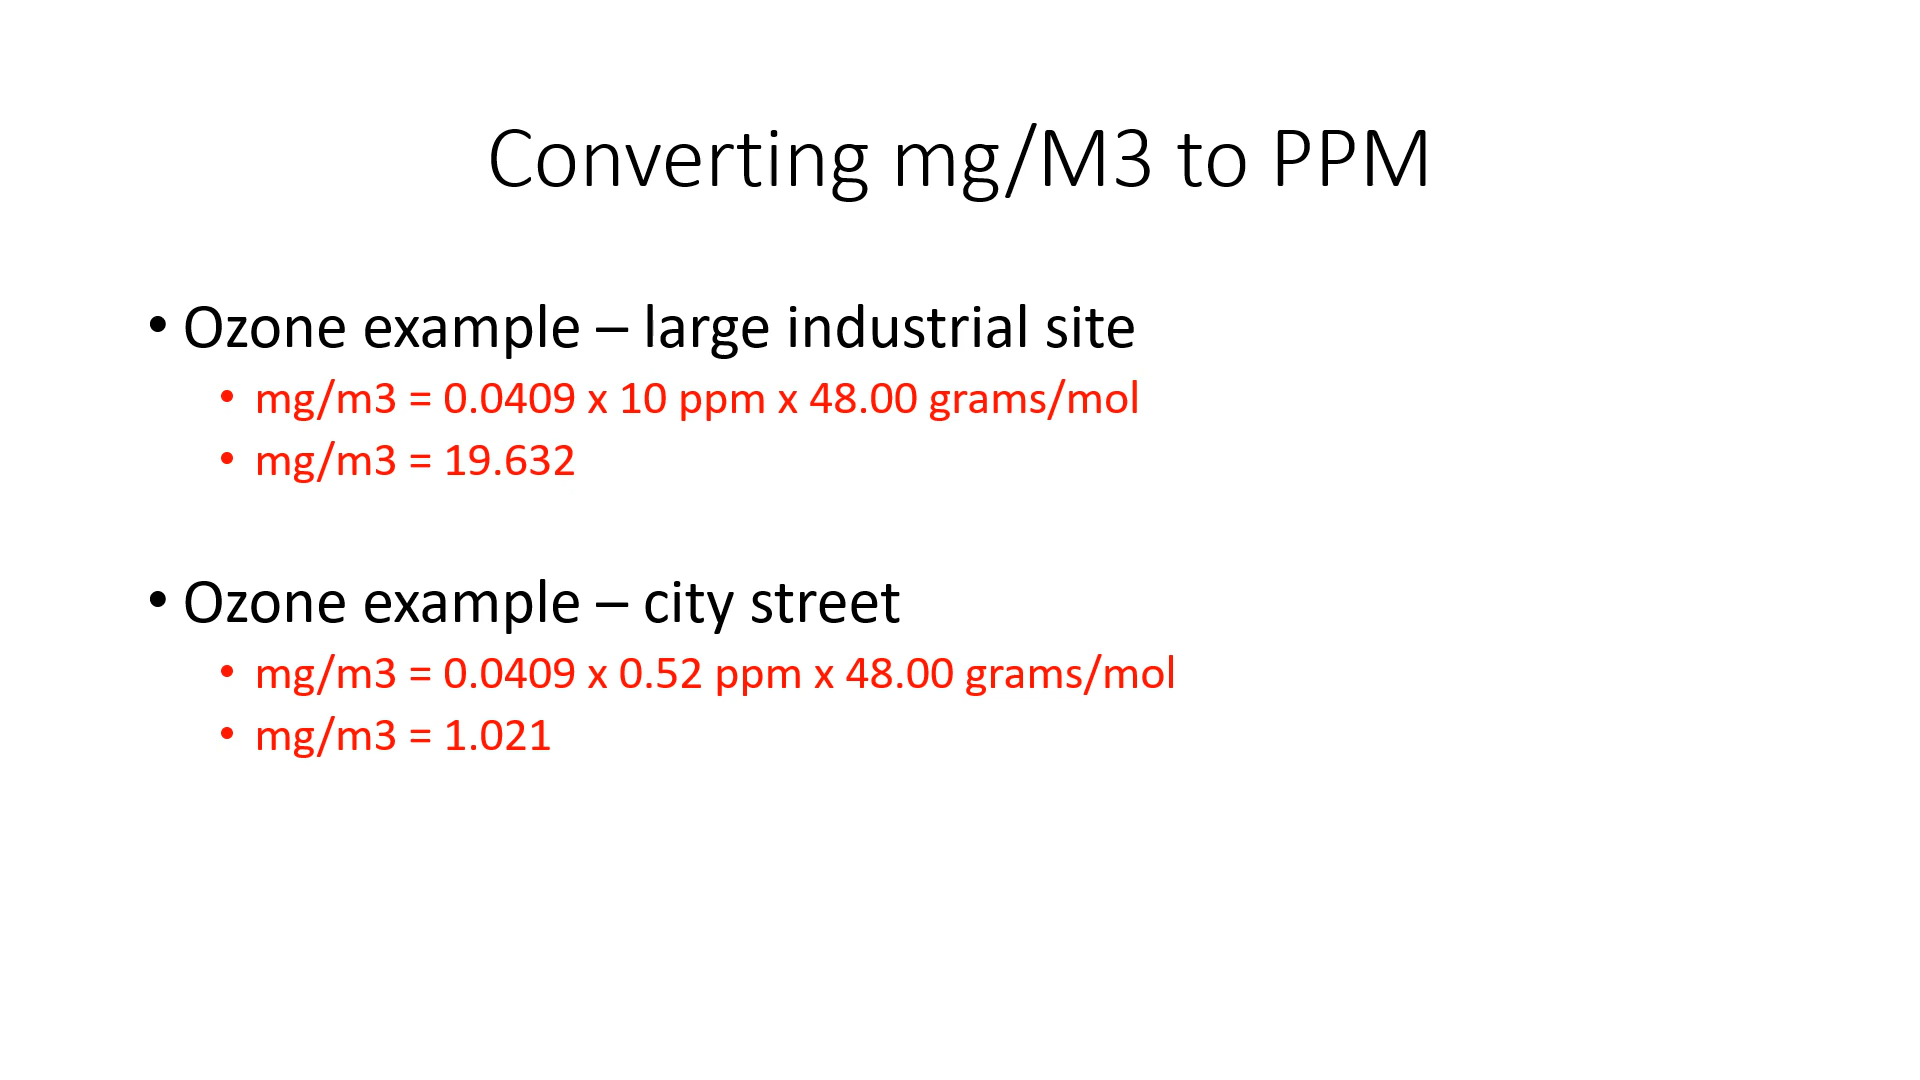 Converting mg/M3 to PPM
• Ozone example – large industrial site
• mg/m3 = 0.0409 x 10 ppm x 48.00 grams/mol
• mg/m3 = 19.632
• Ozone example – city street
• mg/m3 = 0.0409 x 0.52 ppm x 48.00 grams/mol
• mg/m3 = 1.021